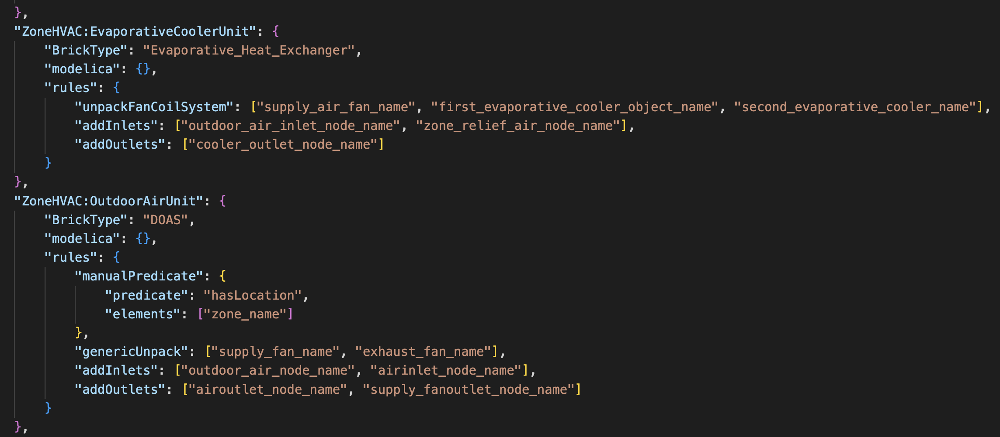 },
"ZoneHVAC:EvaporativeCoolerUnit": {
"BrickType": "Evaporative_Heat_Exchanger",
"modelica": {},
"rules": {
"unpackFanCoilSystem": ["supply_air_fan_name", "first_evaporative_cooler_object_name", "second_evaporative_cooler_name"],
"addInlets": ["outdoor_air_inlet_node_name", "zone_relief_air_node_name"],
"addOutlets": ["cooler_outlet_node_name"]
}
},
"ZoneHVAC:OutdoorAirUnit": {
"BrickType": "DOAS",
"modelica": {},
"rules": {
"manualPredicate": {
"predicate": "hasLocation",
"elements": ["zone_name"]
},
"genericUnpack": ["supply_fan_name", "exhaust_fan_name"],
"addInlets": ["outdoor_air_node_name", "airinlet_node_name"],
"addOutlets": ["airoutlet_node_name", "supply_fanoutlet_node_name"]
}
},